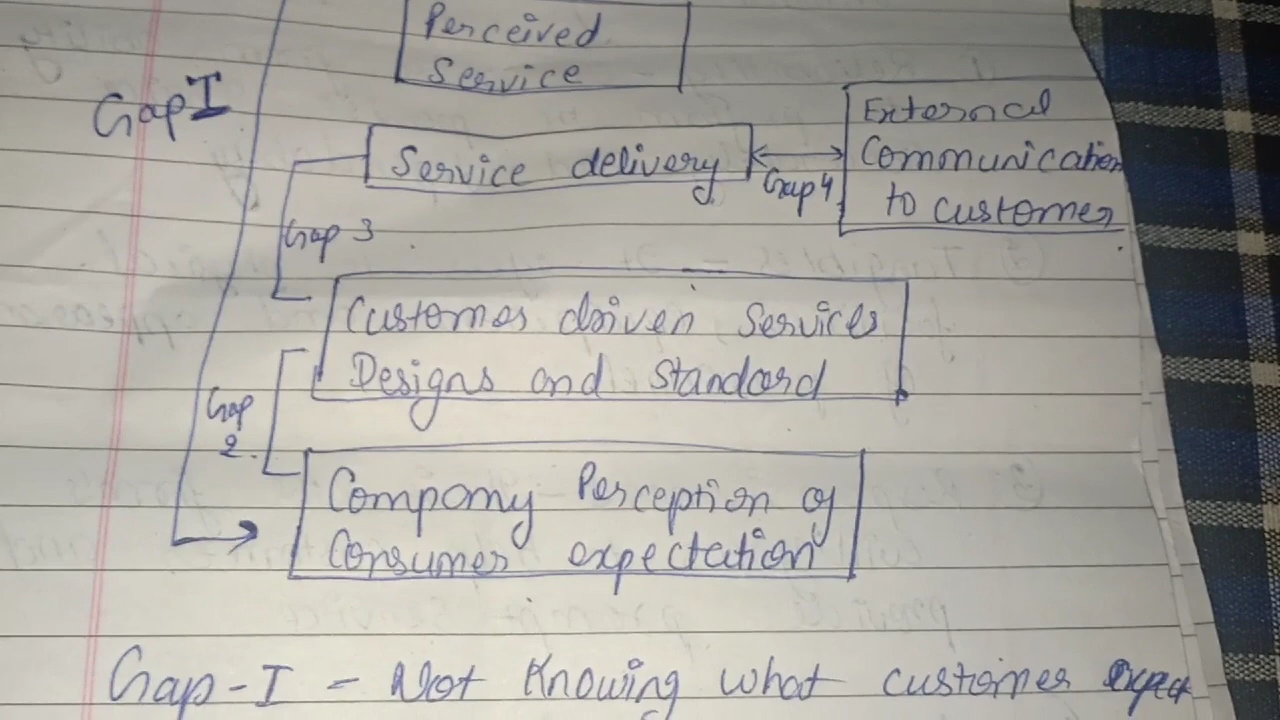 Perceived
Service
Gap I
External
Communication
to customer
Service delivery
Gap 4
Gap 3
Customer driven Services
Designs and Standard
Gap
2.
Company Perception of
Consumer expectation
Gap-I - Not Knowing what customer expect